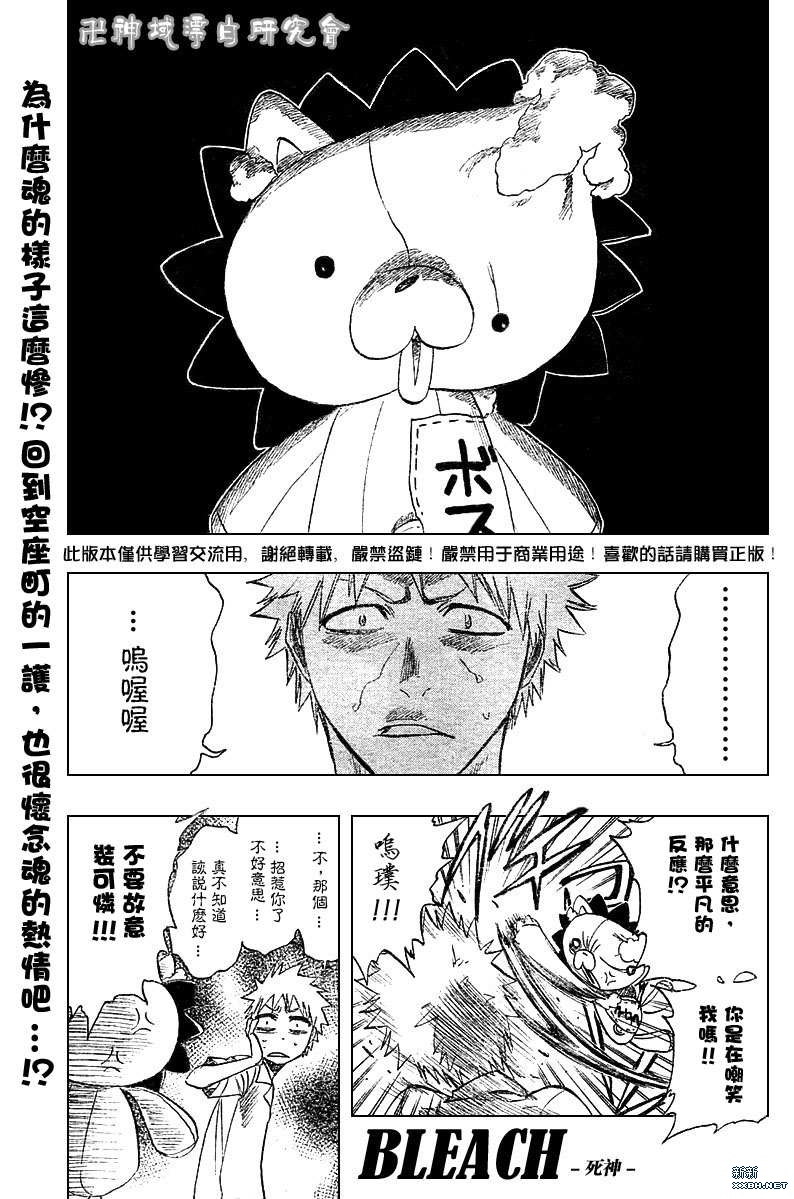 卍神域漂白研究會
為什麼魂的樣子這麼慘!?回到空座町的一護，也很懷念魂的熱情吧…!?
ボス
此版本僅供學習交流用，謝絕轉載，嚴禁盜鏈！嚴禁用于商業用途！喜歡的話請購買正版！
…………
…
嗚喔喔
什麼意思，
那麼平凡的
反應!?
嗚璞
!!!
你是在嘲笑
我嗎!!
…不，那個…
…招惹你了
不好意思…
真不知道
該說什麼好…
不要故意
裝可憐!!!
BLEACH
-死神-
新新
XXDH.NET